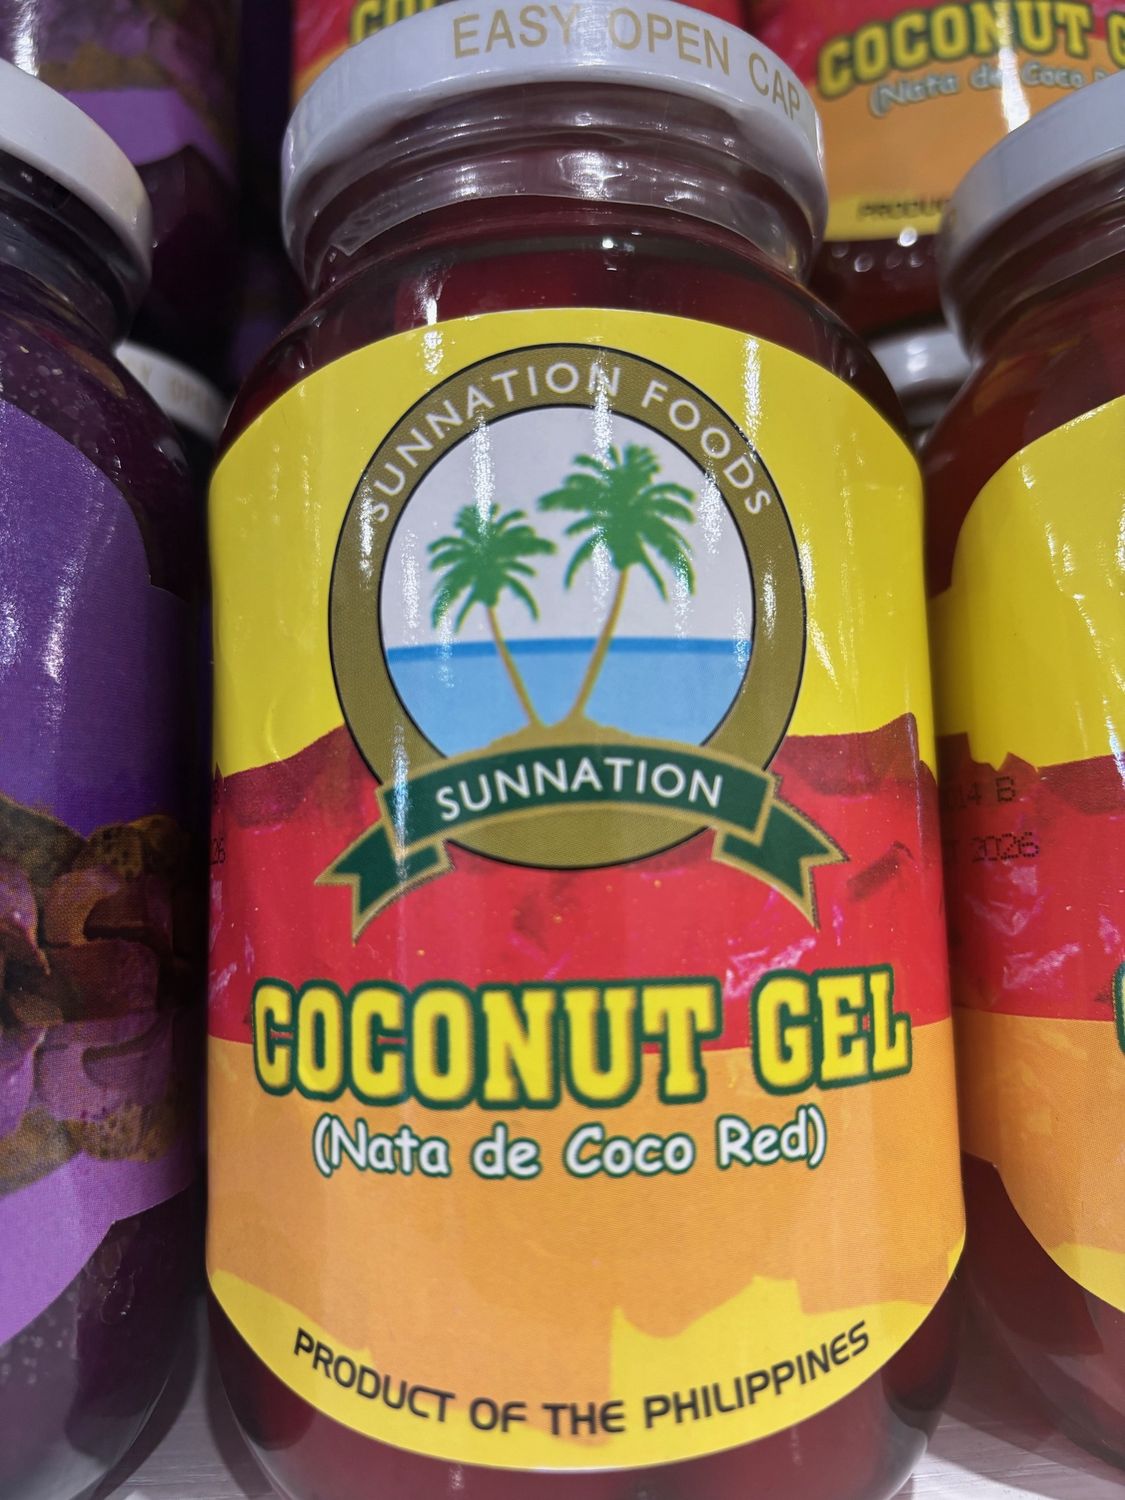 EASY OPEN CAP
COCONUT
(Nata de Coco
SUNNATION FOODS
SUNNATION
COCONUT GEL
(Nata de Coco Red)
PRODUCT OF THE PHILIPPINES
14 B
2026